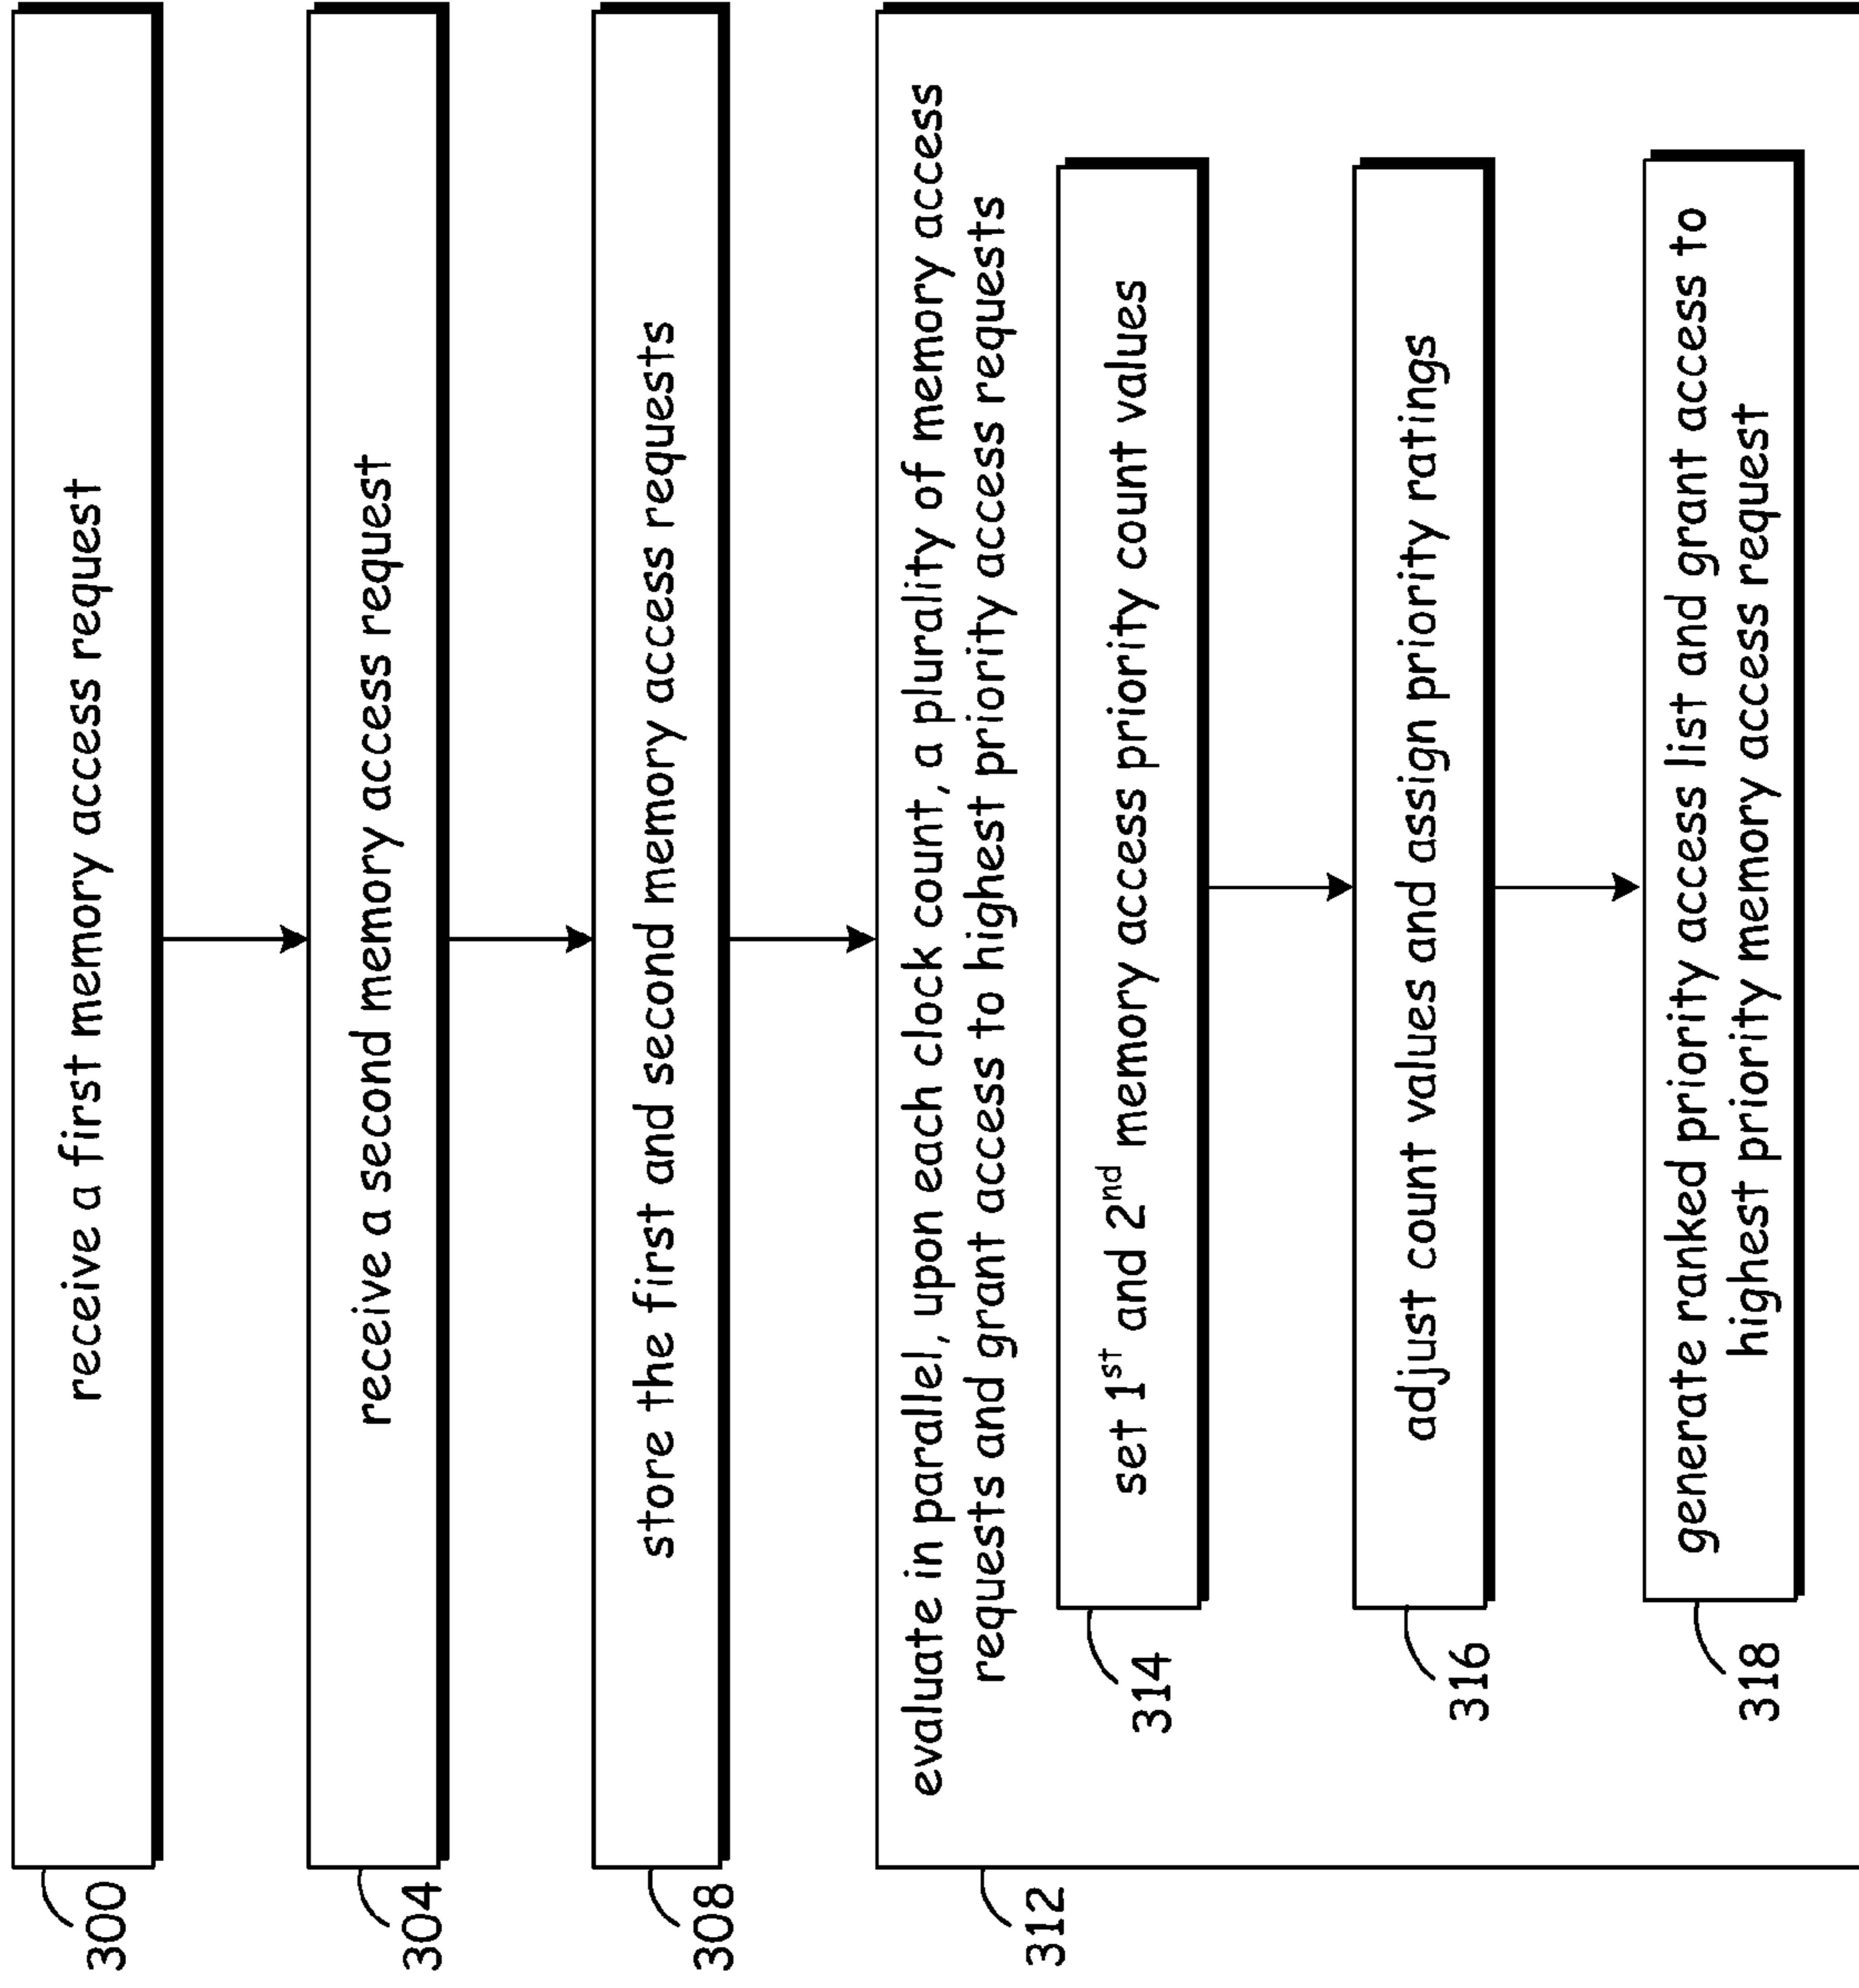 receive a first memory access request
300
receive a second memory access request
304
store the first and second memory access requests
308
evaluate in parallel, upon each clock count, a plurality of memory access
requests and grant access to highest priority access requests
312
set 1st and 2nd memory access priority count values
314
adjust count values and assign priority ratings
316
generate ranked priority access list and grant access to
highest priority memory access request
318